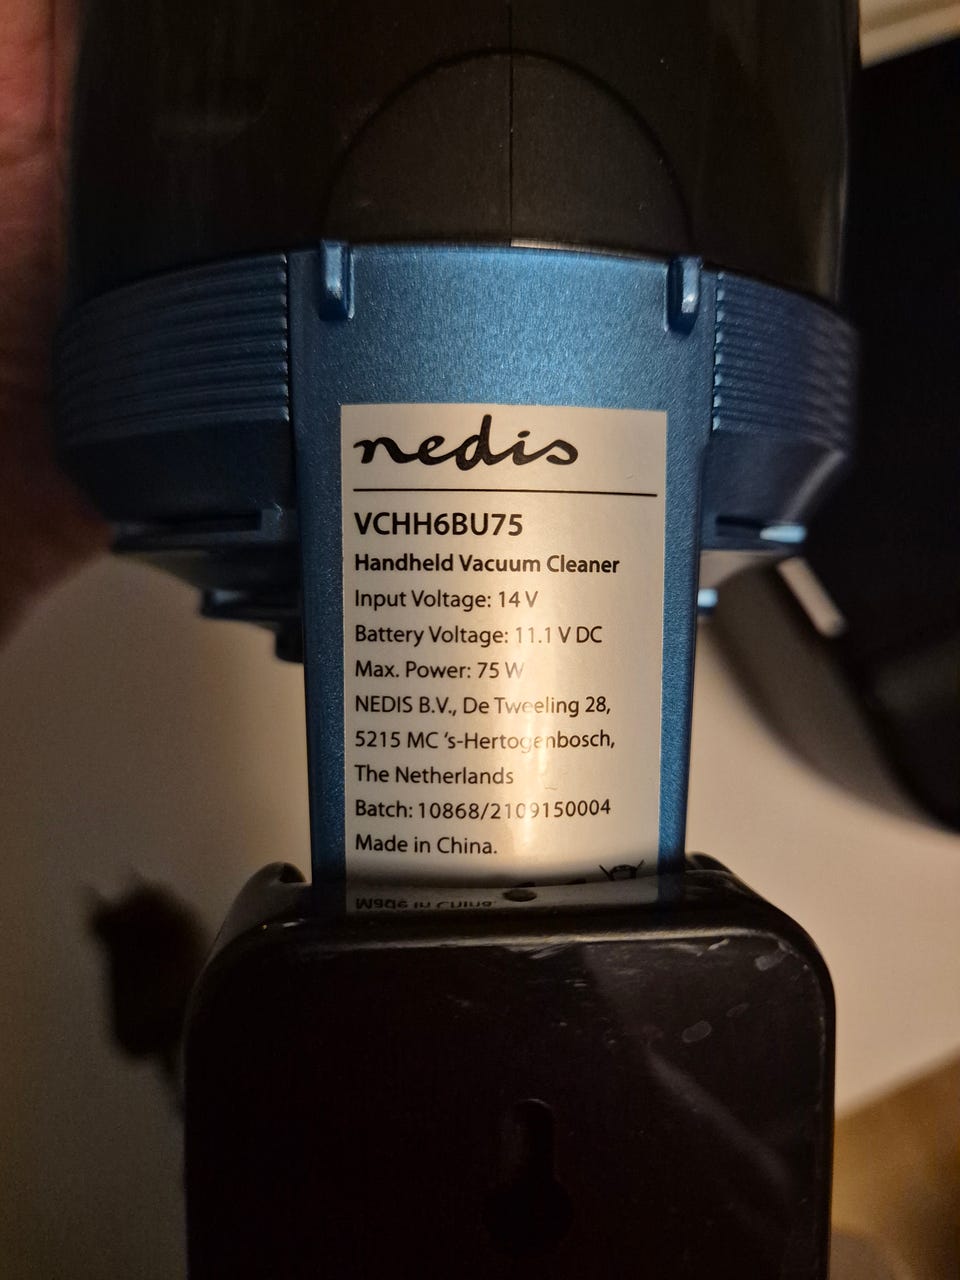 nedis
VCHH6BU75
Handheld Vacuum Cleaner
Input Voltage: 14 V
Battery Voltage: 11.1 V DC
Max. Power: 75 W
NEDIS B.V., De Tweeling 28,
5215 MC 's-Hertogenbosch,
The Netherlands
Batch: 10868/2109150004
Made in China.